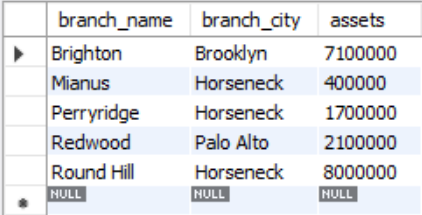 branch_name branch_city assets
Brighton Brooklyn 7100000
Mianus Horseneck 400000
Perryridge Horseneck 1700000
Redwood Palo Alto 2100000
Round Hill Horseneck 8000000
NULL NULL NULL